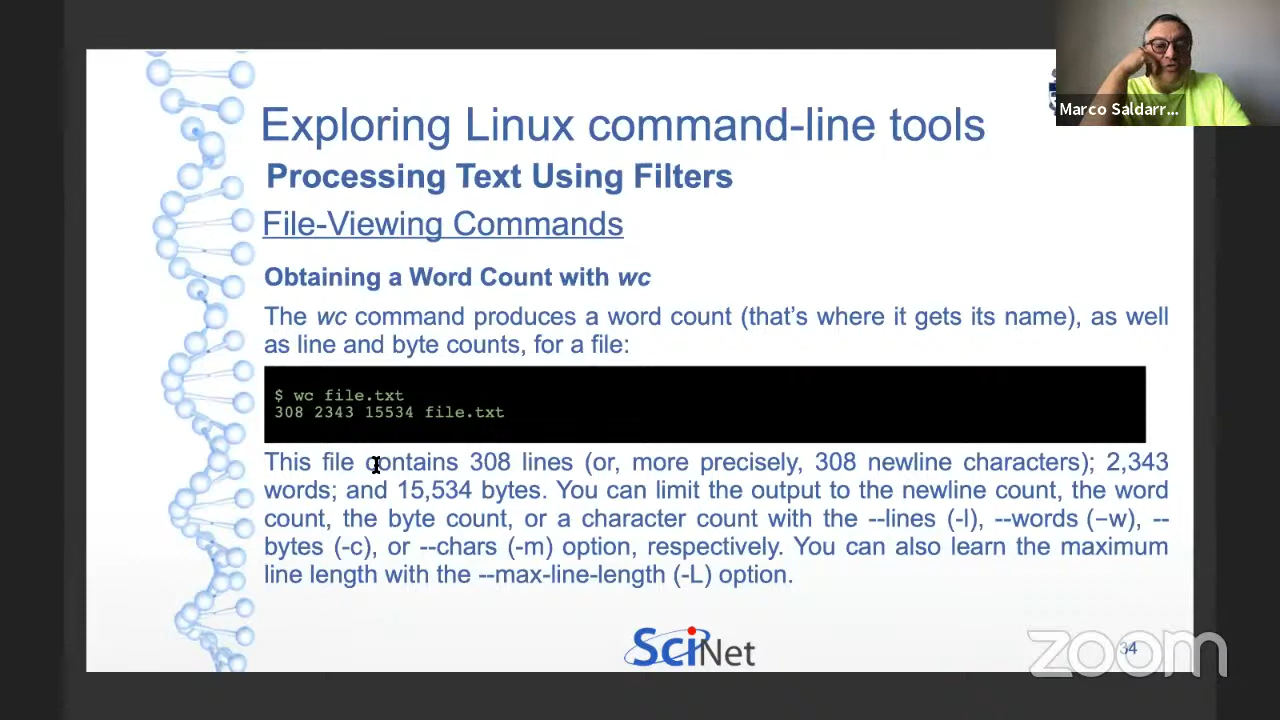 Marco Saldarr...
Exploring Linux command-line tools
Processing Text Using Filters
File-Viewing Commands
Obtaining a Word Count with wc
The wc command produces a word count (that's where it gets its name), as well
as line and byte counts, for a file:
$ wc file.txt
308 2343 15534 file.txt
This file contains 308 lines (or, more precisely, 308 newline characters); 2,343
words; and 15,534 bytes. You can limit the output to the newline count, the word
count, the byte count, or a character count with the --lines (-l), --words (–w), --
bytes (-c), or --chars (-m) option, respectively. You can also learn the maximum
line length with the --max-line-length (-L) option.
SciNet
zoom
34